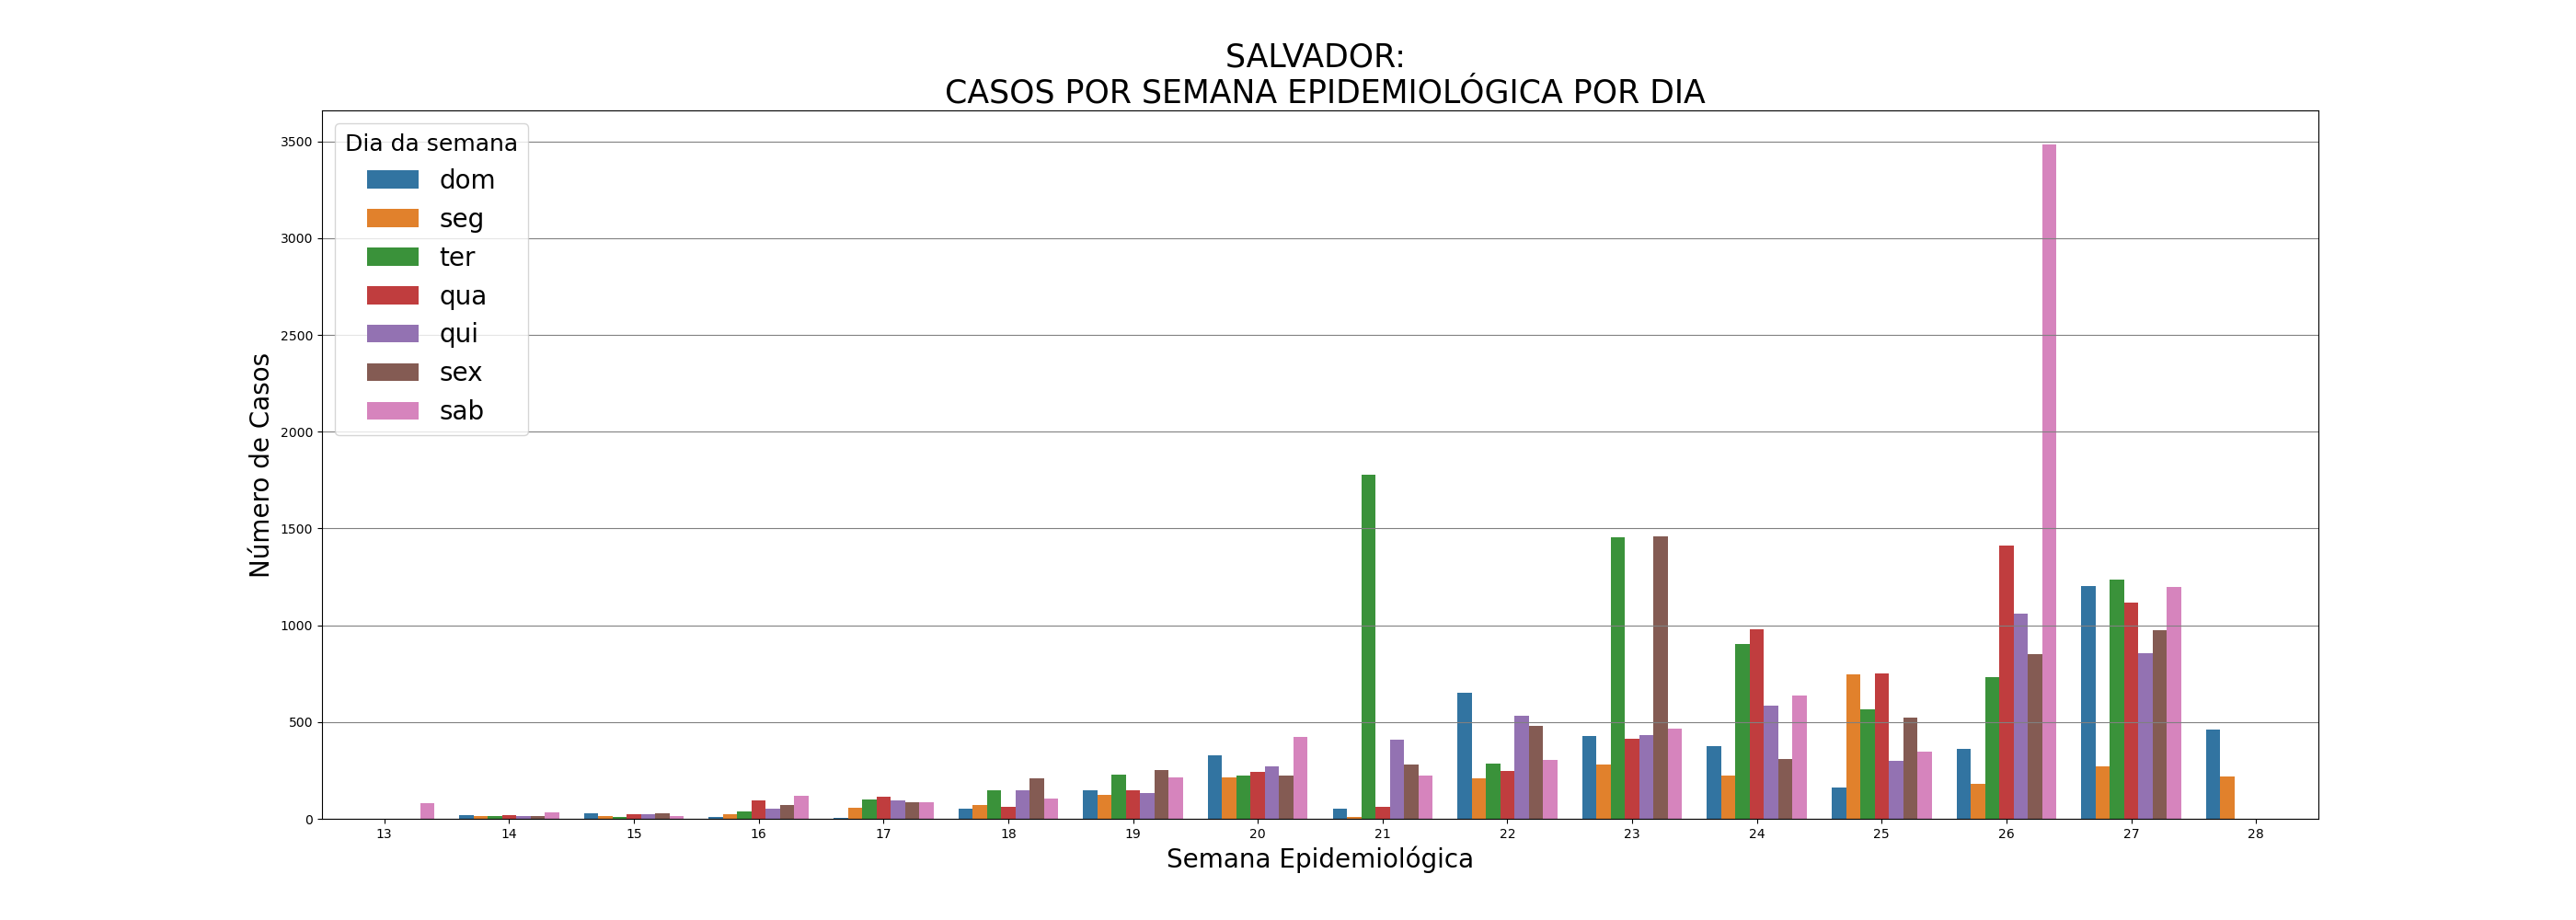 SALVADOR:
CASOS POR SEMANA EPIDEMIOLÓGICA POR DIA
Dia da semana
dom
seg
ter
qua
qui
sex
sab
Número de Casos
3500
3000
2500
2000
1500
1000
500
0
13 14 15 16 17 18 19 20 21 22 23 24 25 26 27 28
Semana Epidemiológica